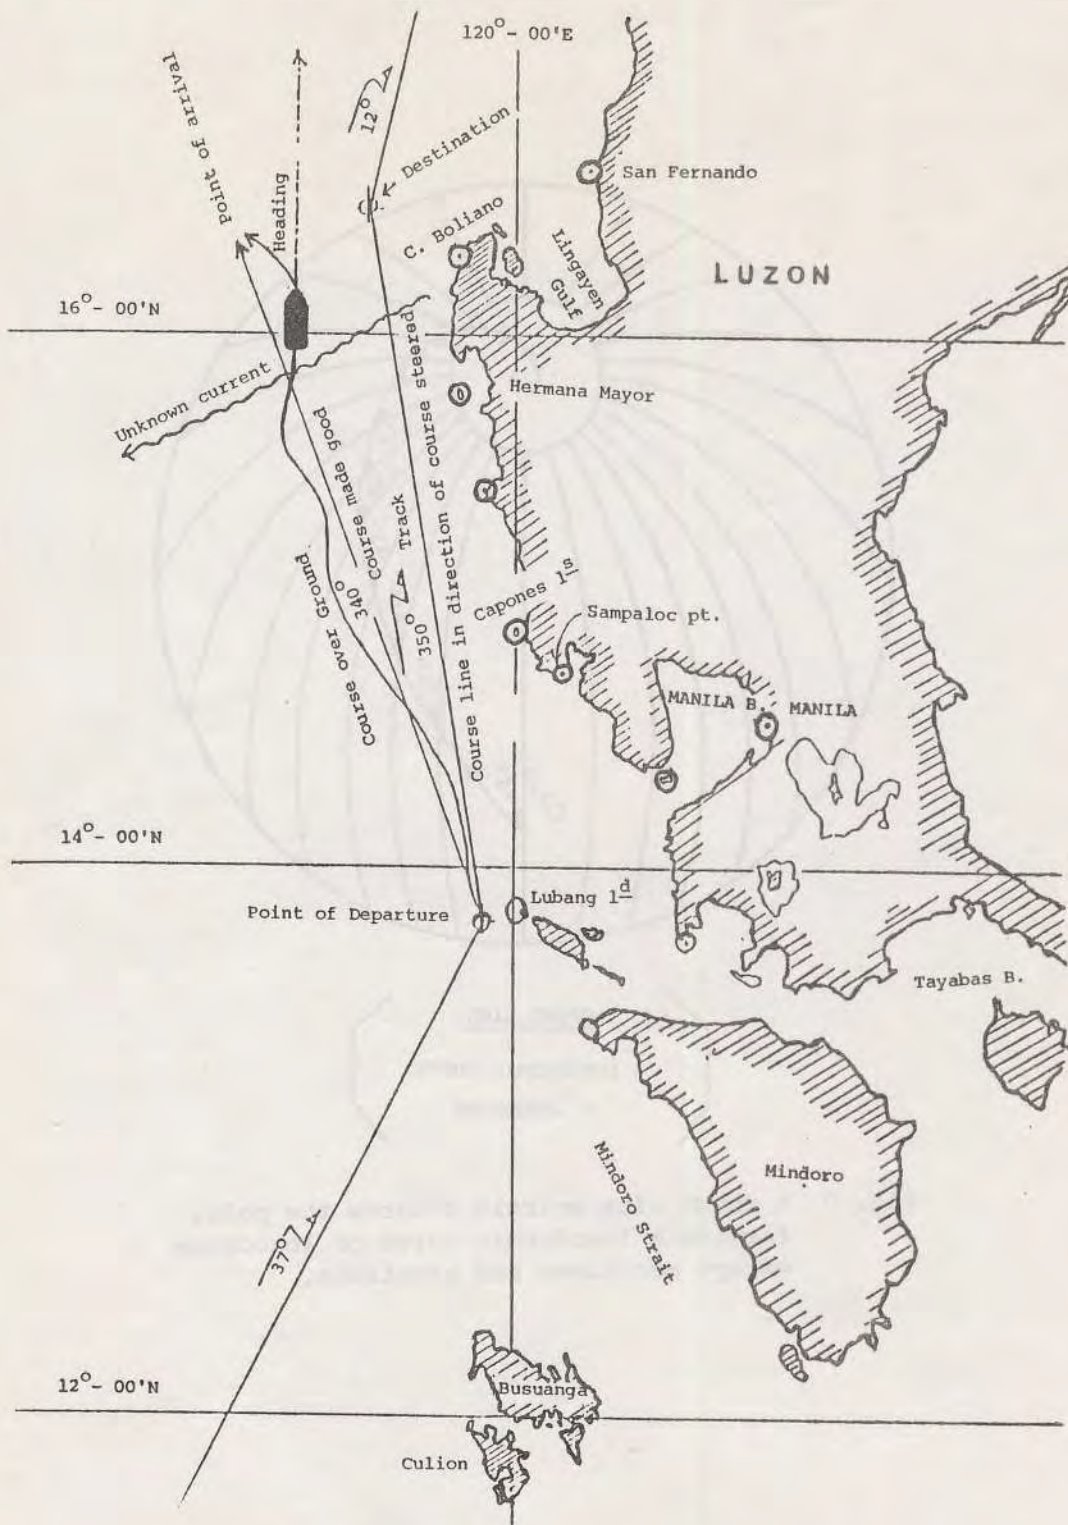 120°- 00'E
Point of arrival
Heading
12°
Destination
San Fernando
C. Boliano
Lingayen
Gulf
LUZON
16°- 00'N
Unknown current
Hermana Mayor
Course made good
340°
Course over Ground
350° Track
Course line in direction of course steered
Capones 1s
Sampaloc pt.
MANILA B.
MANILA
14°- 00'N
Point of Departure
Lubang 1d
Tayabas B.
Mindoro
Mindoro Strait
37°
12°- 00'N
Busuanga
Culion